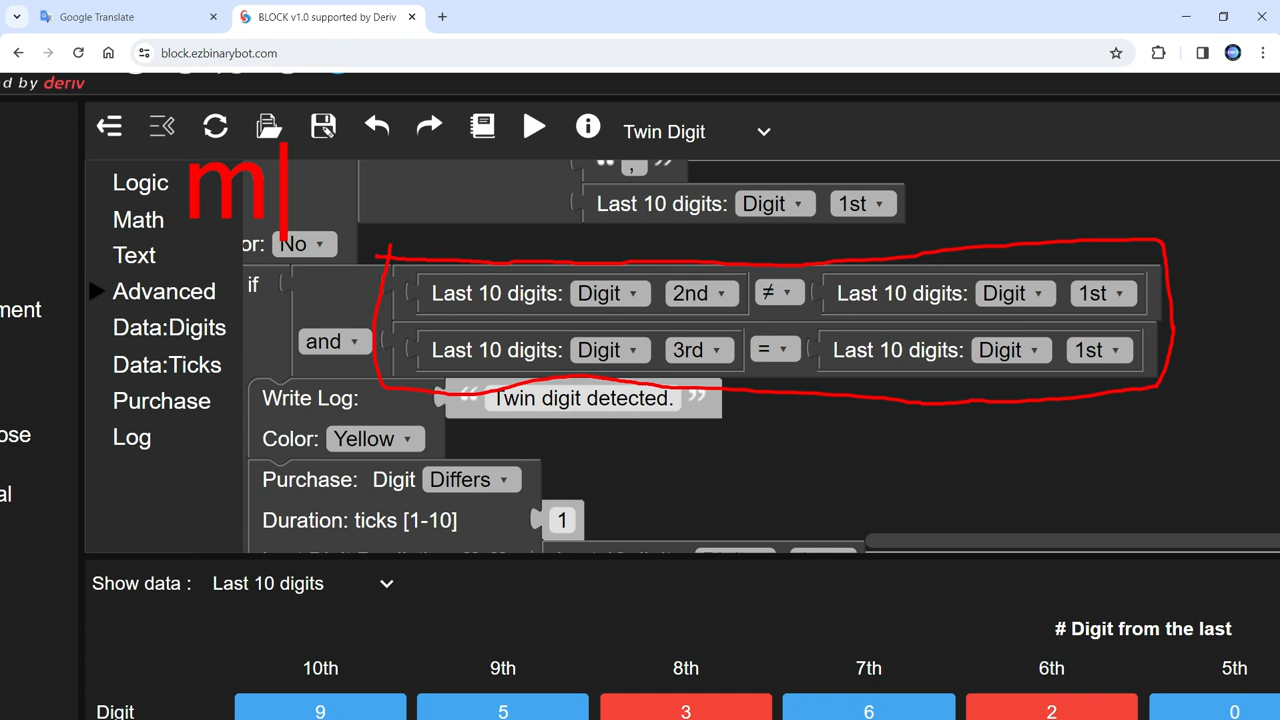 Google Translate
BLOCK v1.0 supported by Deriv
block.ezbinarybot.com
d by deriv
Twin Digit
m
Logic
Math
Text
Advanced
Data:Digits
Data:Ticks
Purchase
Log
“ , ”
Last 10 digits: Digit 1st
or: No
if
and
Last 10 digits: Digit 2nd ≠ Last 10 digits: Digit 1st
Last 10 digits: Digit 3rd = Last 10 digits: Digit 1st
Write Log: “ Twin digit detected. ”
Color: Yellow
Purchase: Digit Differs
Duration: ticks [1-10] 1
ment
ose
al
Show data : Last 10 digits
# Digit from the last
10th 9th 8th 7th 6th 5th
Digit 9 5 3 6 2 0